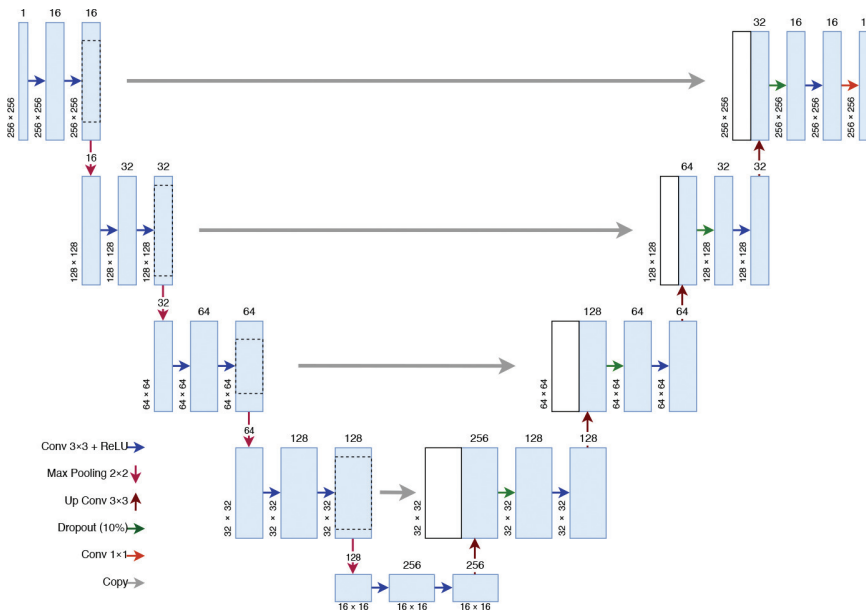 1 16 16
256 × 256
256 × 256
256 × 256
32 16 16 1
256 × 256
256 × 256
256 × 256
256 × 256
16 32 32
128 × 128
128 × 128
128 × 128
64 32 32
128 × 128
128 × 128
128 × 128
32 64 64
64 × 64
64 × 64
64 × 64
128 64 64
64 × 64
64 × 64
64 × 64
64 128 128
32 × 32
32 × 32
32 × 32
256 128 128
32 × 32
32 × 32
32 × 32
128 256 256
16 × 16 16 × 16 16 × 16
Conv 3×3 + ReLU
Max Pooling 2×2
Up Conv 3×3
Dropout (10%)
Conv 1×1
Copy